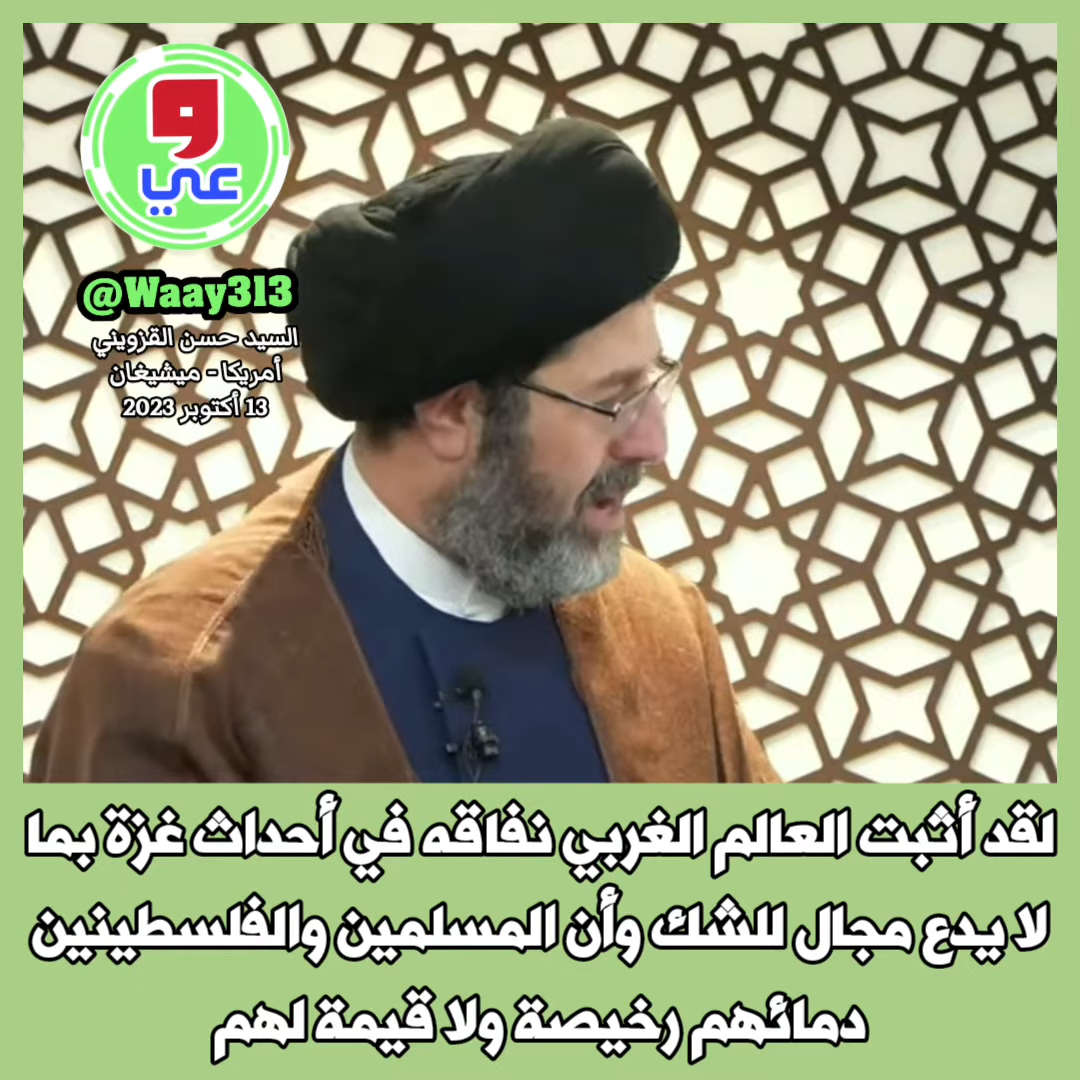 وعي
@Waay313
السيد حسن القزويني
أمريكا - ميشيغان
13 أكتوبر 2023
لقد أثبت العالم الغربي نفاقه في أحداث غزة بما
لا يدع مجال للشك وأن المسلمين والفلسطينين
دمائهم رخيصة ولا قيمة لهم